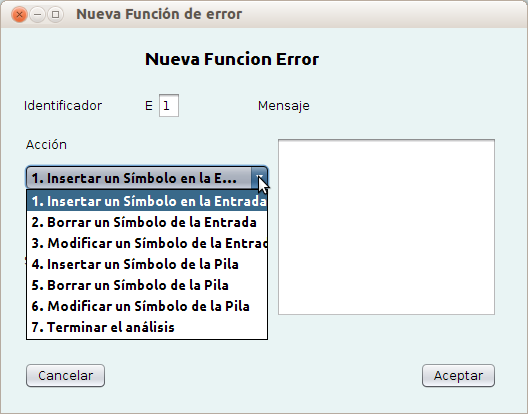 Nueva Función de error
Nueva Funcion Error
Identificador E 1 Mensaje
Acción
1. Insertar un Símbolo en la E...
1. Insertar un Símbolo en la Entrada
2. Borrar un Símbolo de la Entrada
3. Modificar un Símbolo de la Entrad
4. Insertar un Símbolo de la Pila
5. Borrar un Símbolo de la Pila
6. Modificar un Símbolo de la Pila
7. Terminar el análisis
Cancelar Aceptar